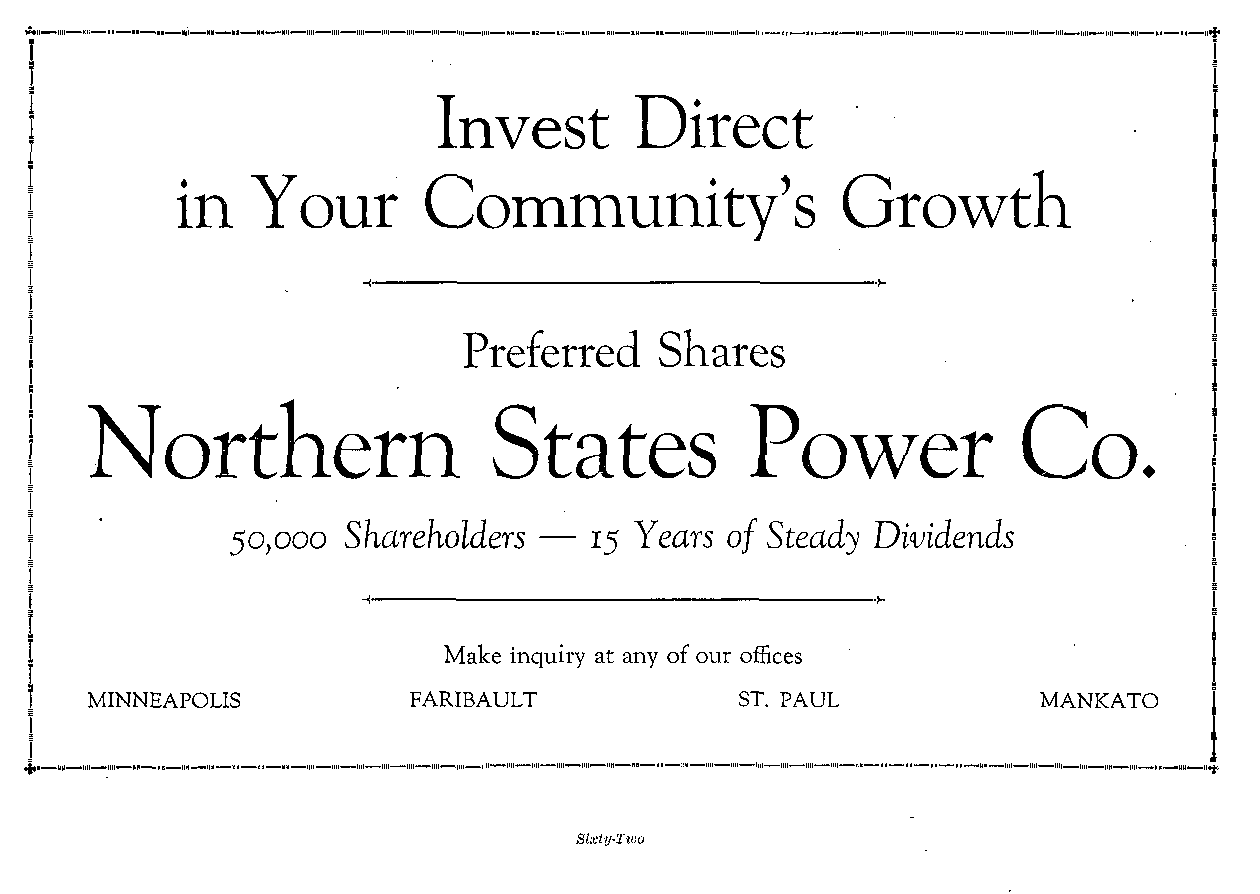 Invest Direct
in Your Community's Growth
Preferred Shares
Northern States Power Co.
50,000 Shareholders — 15 Years of Steady Dividends
Make inquiry at any of our offices
MINNEAPOLIS FARIBAULT ST. PAUL MANKATO
Sixty-Two